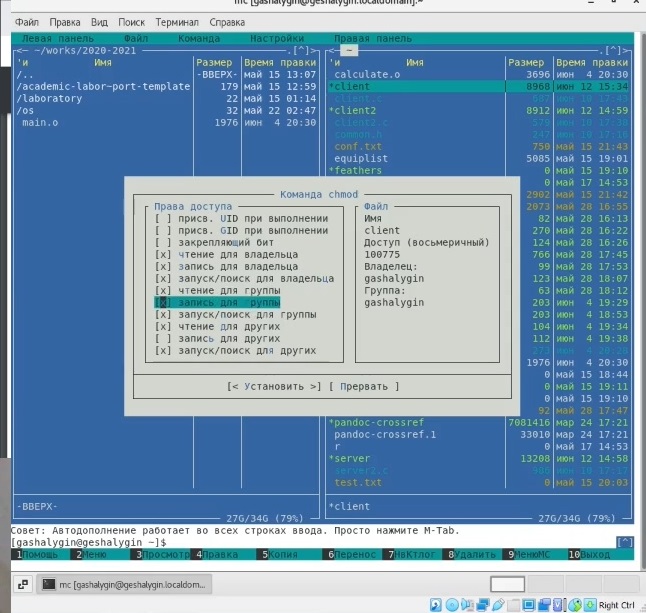 mc [gashalygin@geshalygin.localdomain]:~
Файл Правка Вид Поиск Терминал Справка
Левая панель Файл Команда Настройки Правая панель
<─ ~/works/2020-2021 .[^]> <─ ~ .[^]>
'и Имя Размер Время правки 'и Имя Размер Время правки
/.. -ВВЕРХ- май 15 13:07 calculate.o 3696 июн 4 20:30
/academic-labor~port-template 179 май 15 12:59 *client 8968 июн 12 15:34
/laboratory 22 май 15 01:14
/os 32 май 22 02:47 *client2 8912 июн 12 14:59
main.o 1976 июн 4 20:30
conf.txt 750 май 15 21:43
equiplist 5085 май 15 19:01
*feathers 0 май 15 19:10
0 май 17 14:53
Команда chmod
2902 май 15 21:42
Права доступа Файл 2073 май 28 16:55
[ ] присв. UID при выполнении Имя 82 май 28 16:13
[ ] присв. GID при выполнении client 270 май 28 16:22
[ ] закрепляющий бит Доступ (восьмеричный) 124 май 28 16:26
[x] чтение для владельца 100775 766 май 28 17:45
[x] запись для владельца Владелец: 99 май 28 17:53
[x] запуск/поиск для владельца gashalygin 123 май 28 18:07
[x] чтение для группы Группа: 63 май 28 18:12
[x] запись для группы gashalygin 203 июн 4 19:29
[x] запуск/поиск для группы 203 июн 4 18:53
[x] чтение для других 104 июн 4 19:34
[ ] запись для других 112 июн 4 19:38
[x] запуск/поиск для других
1976 июн 4 20:30
0 май 15 18:44
[< Установить >] [ Прервать ] 0 май 15 19:11
0 май 15 19:10
92 май 28 17:47
*pandoc-crossref 7081416 мар 24 17:21
pandoc-crossref.1 33010 мар 24 17:21
r 0 май 17 14:53
*server 13208 июн 12 14:58
test.txt 0 май 15 20:03
-ВВЕРХ- *client
27G/34G (79%) 27G/34G (79%)
Совет: Автодополнение работает во всех строках ввода. Просто нажмите M-Tab.
[gashalygin@geshalygin ~]$ [^]
1Помощь 2Меню 3Просмотр 4Правка 5Копия 6Перенос 7НвКтлог 8Удалить 9МенюMC 10Выход
mc [gashalygin@geshalygin.localdom...
Right Ctrl